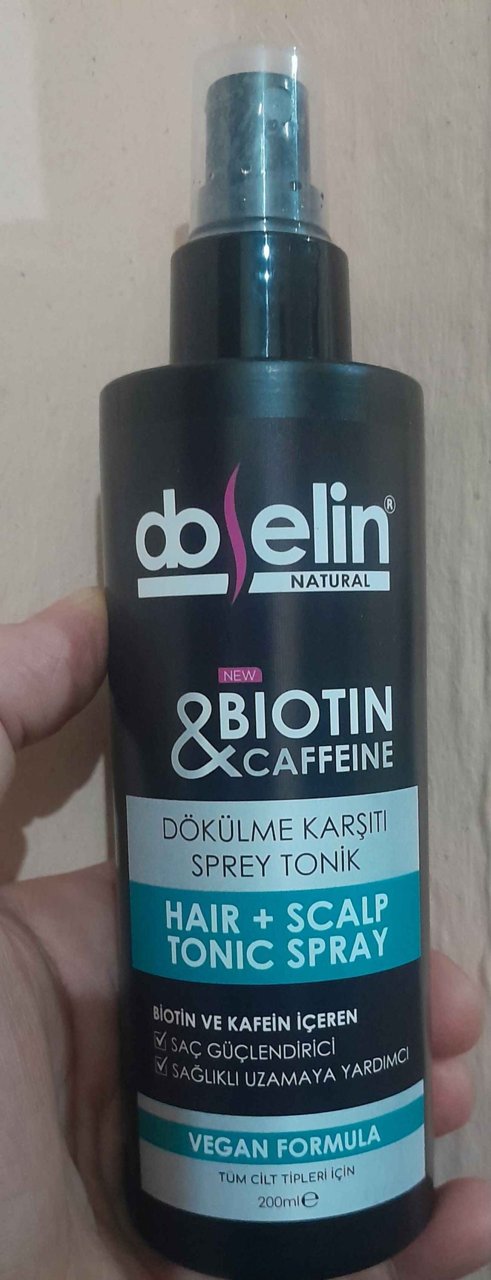 doselin®
NATURAL
NEW
&BIOTIN
CAFFEINE
DÖKÜLME KARŞITI
SPREY TONİK
HAIR + SCALP
TONIC SPRAY
BİOTİN VE KAFEİN İÇEREN
SAÇ GÜÇLENDİRİCİ
SAĞLIKLI UZAMAYA YARDIMCI
VEGAN FORMULA
TÜM CİLT TİPLERİ İÇİN
200ml℮